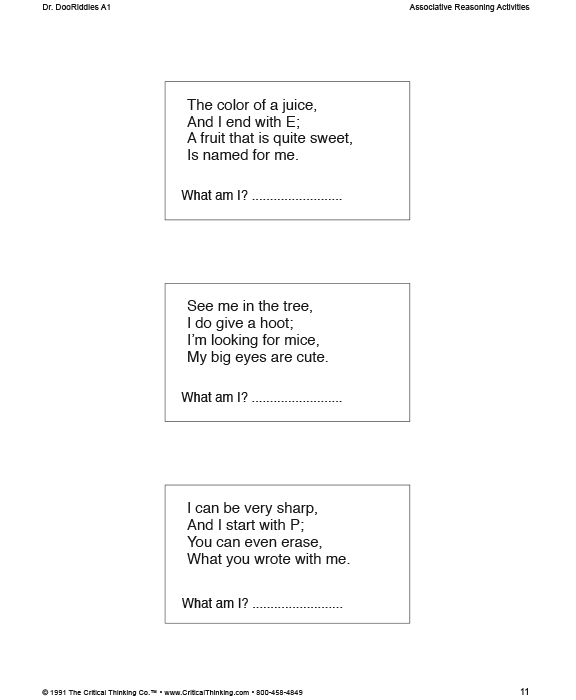 Dr. DooRiddles A1 Associative Reasoning Activities
The color of a juice,
And I end with E;
A fruit that is quite sweet,
Is named for me.
What am I? .........................
See me in the tree,
I do give a hoot;
I'm looking for mice,
My big eyes are cute.
What am I? .........................
I can be very sharp,
And I start with P;
You can even erase,
What you wrote with me.
What am I? .........................
© 1991 The Critical Thinking Co.™ • www.CriticalThinking.com • 800-458-4849 11